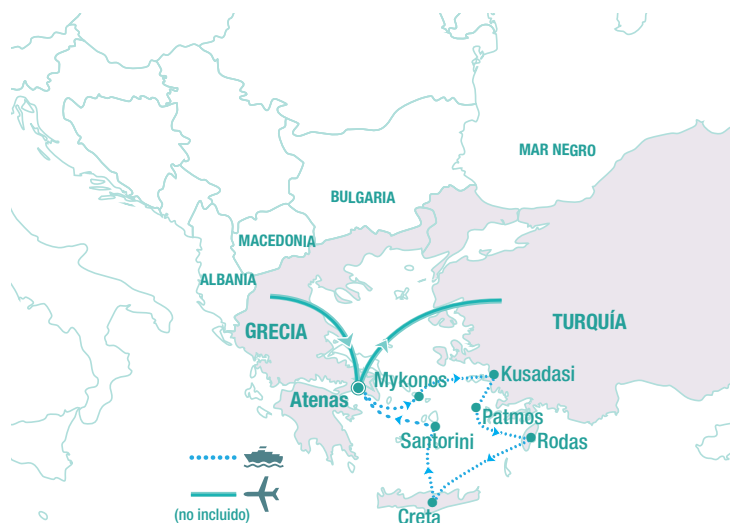 MAR NEGRO
BULGARIA
MACEDONIA
ALBANIA
GRECIA
TURQUÍA
Mykonos
Kusadasi
Atenas
Patmos
Santorini
Rodas
(no incluido)
Creta